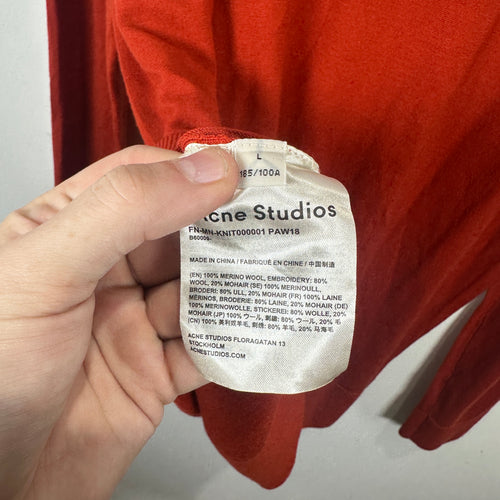 L
185/100A
Acne Studios
FN-MN-KNIT000001 PAW18
B60009-
MADE IN CHINA / FABRIQUÉ EN CHINE / 中国制造
(EN) 100% MERINO WOOL, EMBROIDERY: 80%
WOOL, 20% MOHAIR (SE) 100% MERINOULL,
BRODERI: 80% ULL, 20% MOHAIR (FR) 100% LAINE
MÉRINOS, BRODERIE: 80% LAINE, 20% MOHAIR (DE)
100% MERINOWOLLE, STICKEREI: 80% WOLLE, 20%
MOHAIR (JP) 100% ウール, 刺繍: 80% ウール, 20% 毛
(CN) 100% 美利奴羊毛, 刺绣: 80% 羊毛, 20% 马海毛
ACNE STUDIOS FLORAGATAN 13
STOCKHOLM
ACNESTUDIOS.COM